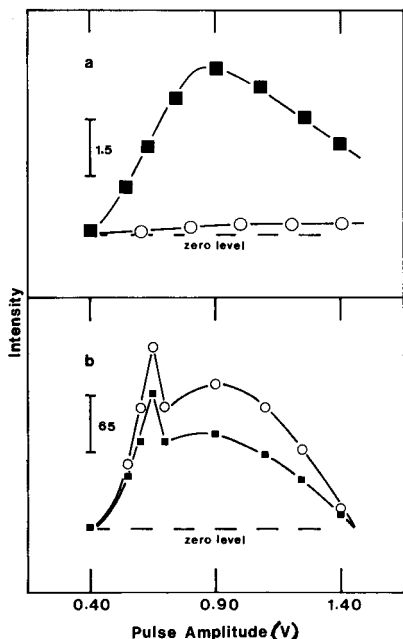 a
1.5
zero level
Intensity
b
65
zero level
0.40 0.90 1.40
Pulse Amplitude (V)